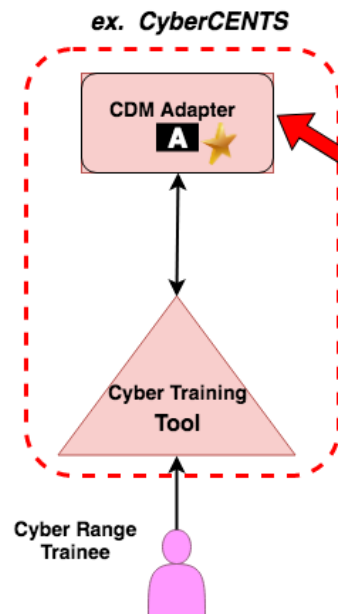 ex. CyberCENTS
CDM Adapter
A
Cyber Training
Tool
Cyber Range
Trainee